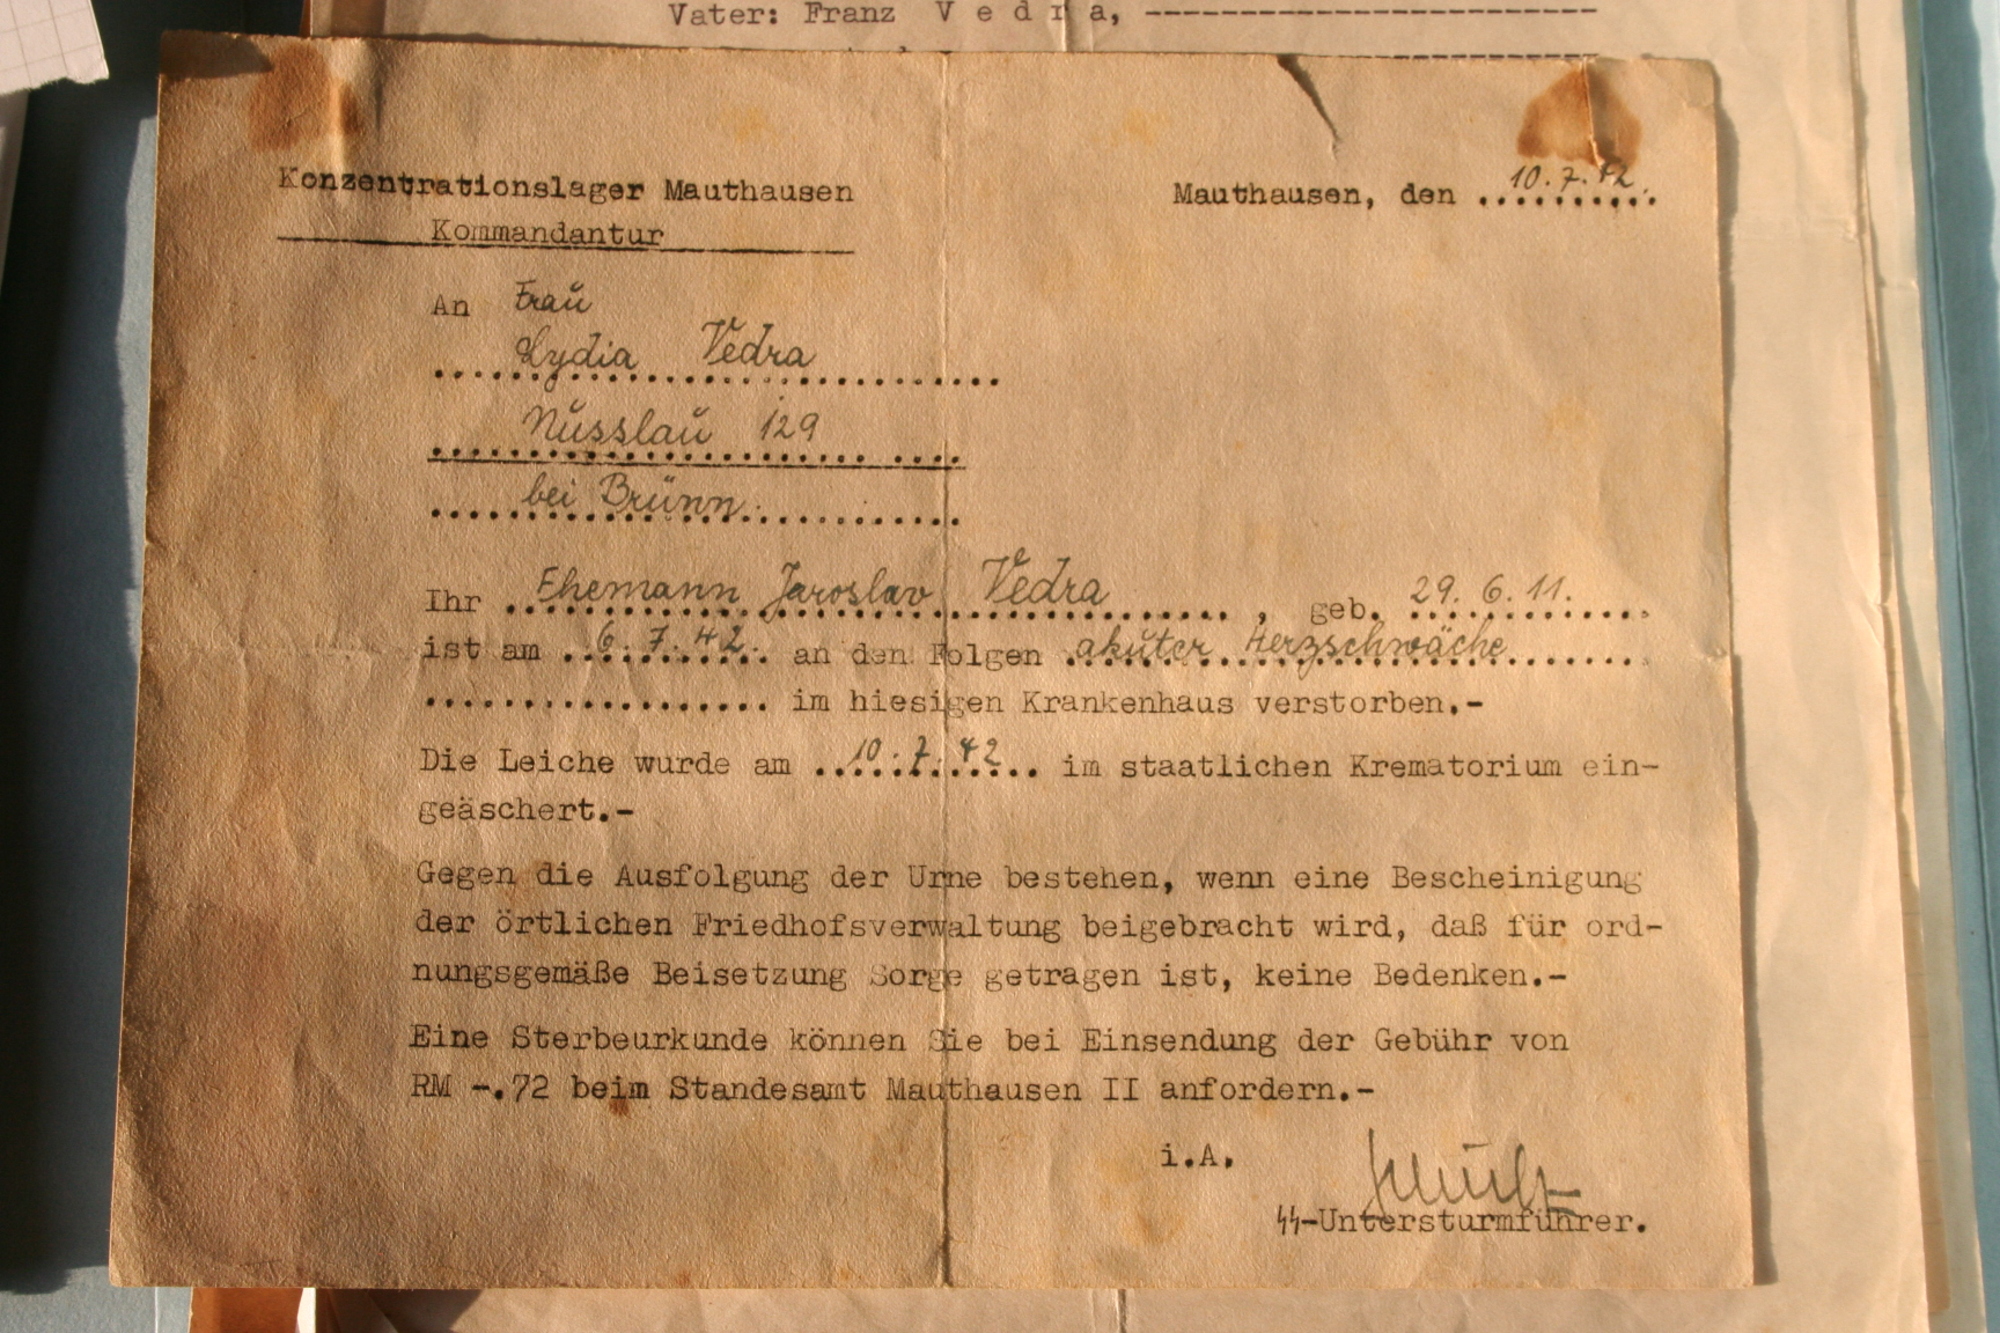 Vater: Franz V e d r a, -------------------------
Konzentrationslager Mauthausen
Kommandantur
Mauthausen, den 10.7.42.
An Frau
Lydia Vedra
Nusslau 129
bei Brünn.
Ihr Ehemann Jaroslav Vedra, geb. 29.6.11.
ist am 6.7.42. an den Folgen akuter Herzschwäche
.................. im hiesigen Krankenhaus verstorben.-
Die Leiche wurde am 10.7.42 im staatlichen Krematorium ein-
geäschert.-
Gegen die Ausfolgung der Urne bestehen, wenn eine Bescheinigung
der örtlichen Friedhofsverwaltung beigebracht wird, daß für ord-
nungsgemäße Beisetzung Sorge getragen ist, keine Bedenken.-
Eine Sterbeurkunde können Sie bei Einsendung der Gebühr von
RM -.72 beim Standesamt Mauthausen II anfordern.-
i.A.
SS-Untersturmführer.